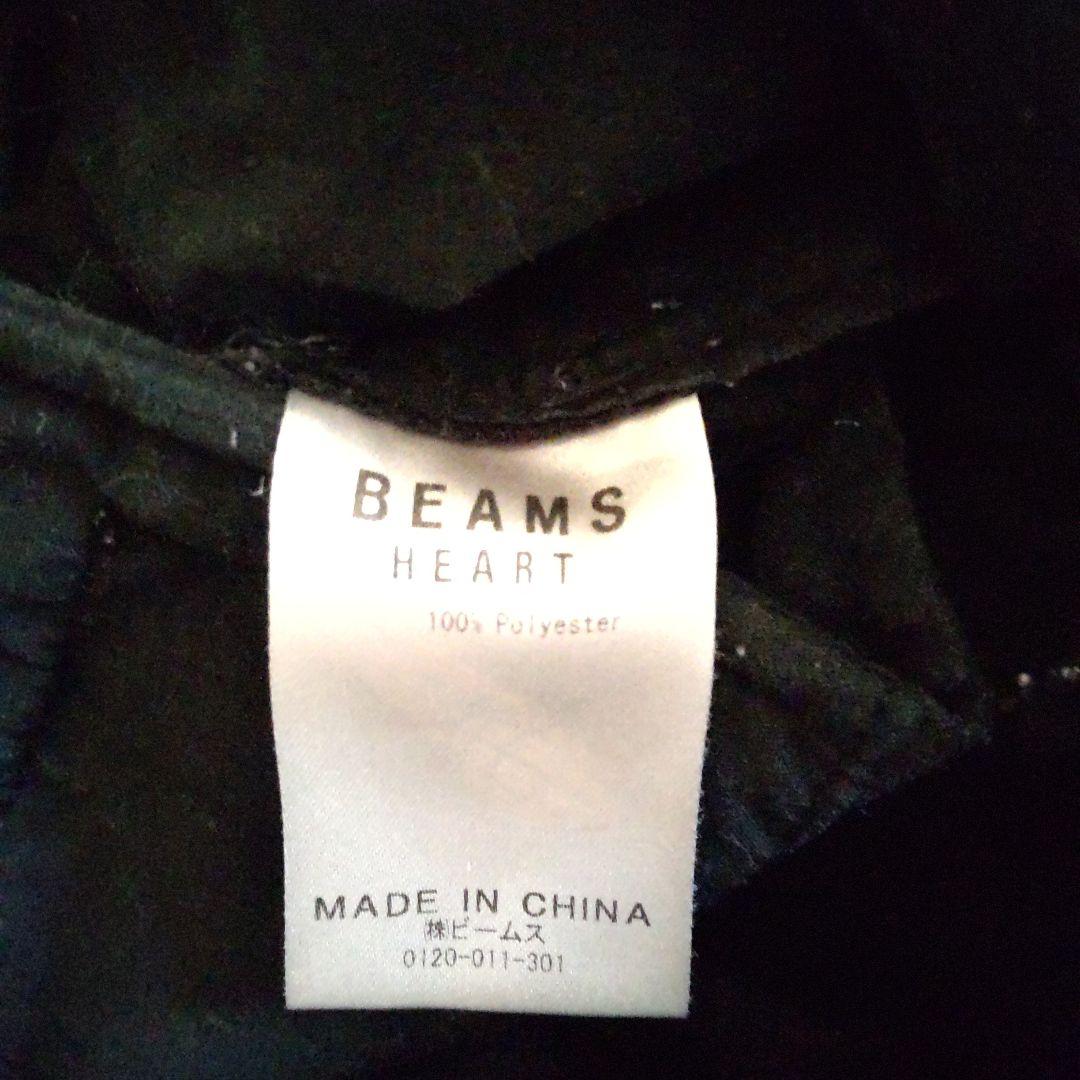 BEAMS
HEART
100% Polyester
MADE IN CHINA
㈱ビームス
0120-011-301